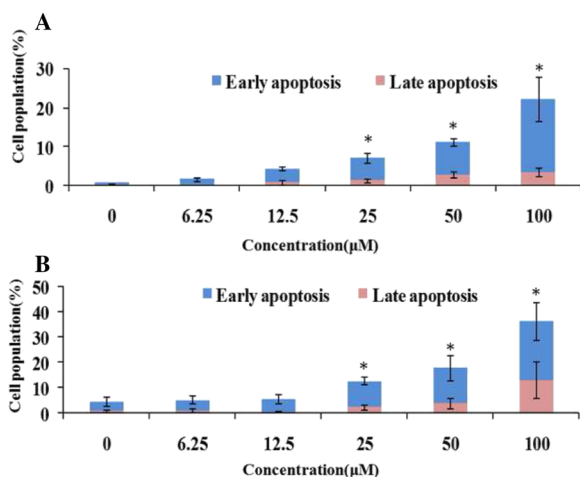 A
Cell population(%)
30
20
10
0
Early apoptosis Late apoptosis
* * *
0 6.25 12.5 25 50 100
Concentration(µM)
B
Cell population(%)
50
40
30
20
10
0
Early apoptosis Late apoptosis
* * *
0 6.25 12.5 25 50 100
Concentration(µM)